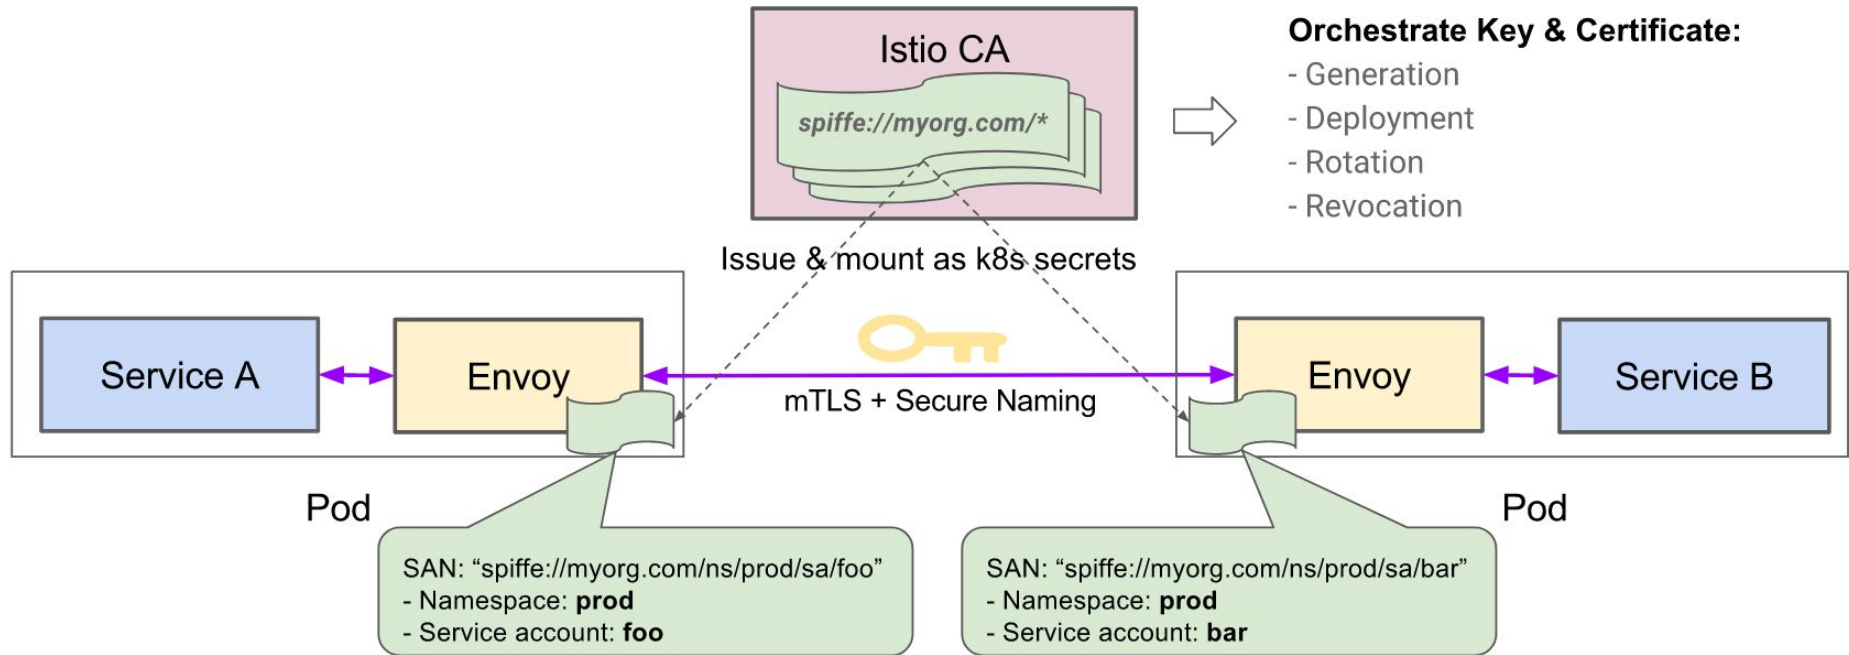 Istio CA
spiffe://myorg.com/*
Orchestrate Key & Certificate:
- Generation
- Deployment
- Rotation
- Revocation
Issue & mount as k8s secrets
Service A
Envoy
mTLS + Secure Naming
Envoy
Service B
Pod
Pod
SAN: “spiffe://myorg.com/ns/prod/sa/foo”
- Namespace: prod
- Service account: foo
SAN: “spiffe://myorg.com/ns/prod/sa/bar”
- Namespace: prod
- Service account: bar